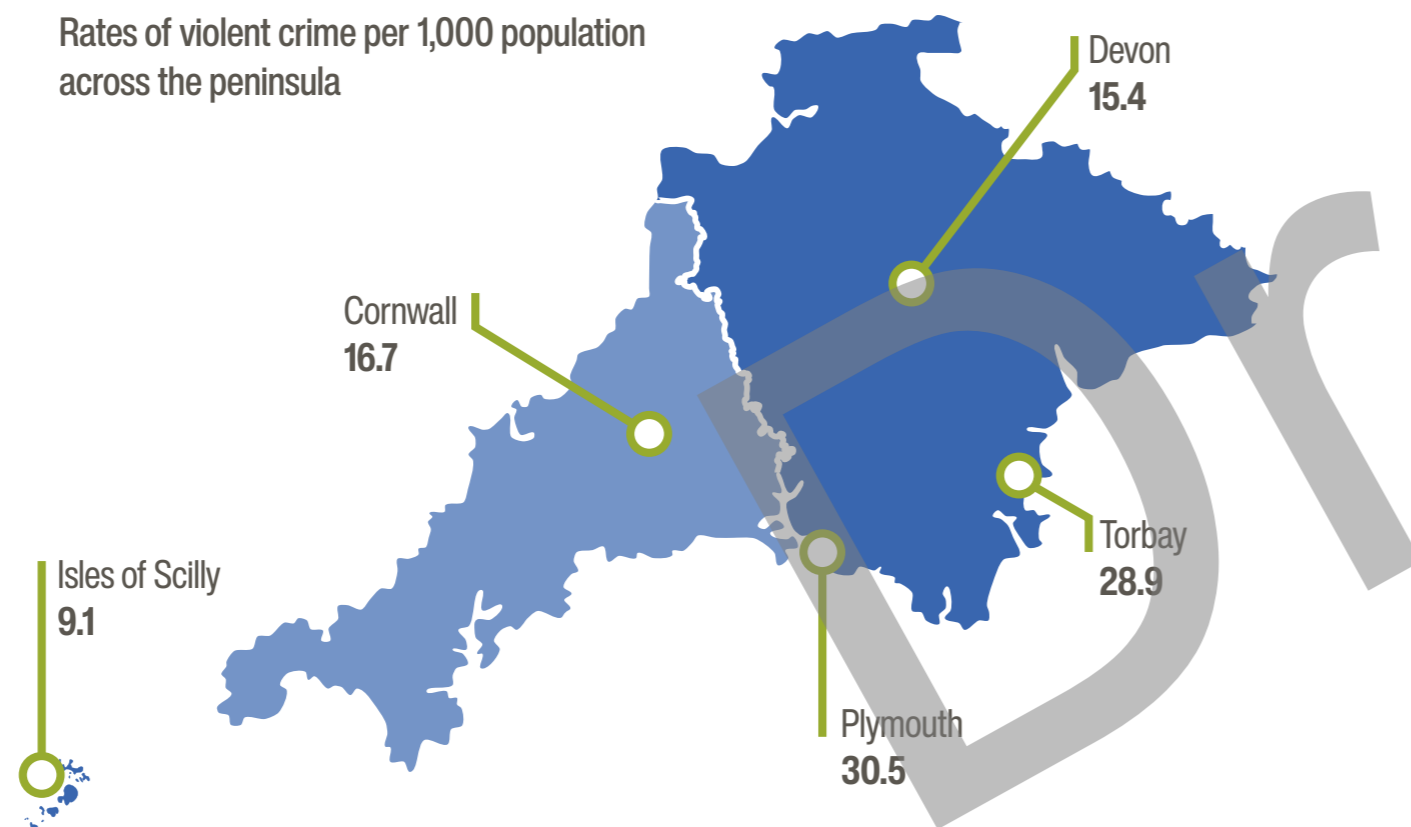 Rates of violent crime per 1,000 population
across the peninsula
Devon
15.4
Cornwall
16.7
Torbay
28.9
Isles of Scilly
9.1
Plymouth
30.5
Dr